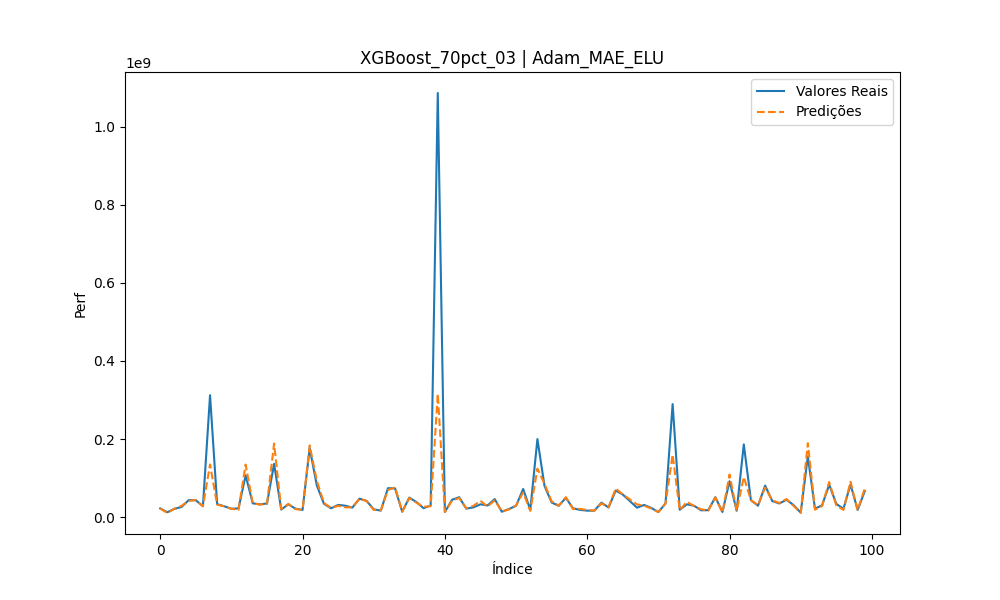 XGBoost_70pct_03 | Adam_MAE_ELU
1e9
Valores Reais
Predições
1.0
0.8
0.6
0.4
0.2
0.0
Perf
0
20
40
60
80
100
Índice